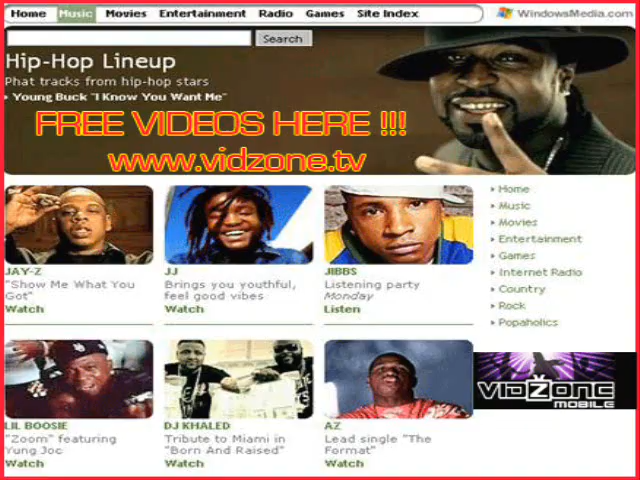 Home Music Movies Entertainment Radio Games Site Index
WindowsMedia.com
Search
Hip-Hop Lineup
Phat tracks from hip-hop stars
Young Buck "I Know You Want Me"
FREE VIDEOS HERE !!!
www.vidzone.tv
JAY-Z
"Show Me What You
Got"
Watch
JJ
Brings you youthful,
feel good vibes
Watch
JIBBS
Listening party
Monday
Listen
Home
Music
Movies
Entertainment
Games
Internet Radio
Country
Rock
Popaholics
LIL BOOSIE
"Zoom" featuring
Yung Joc
Watch
DJ KHALED
Tribute to Miami in
"Born And Raised"
Watch
AZ
Lead single "The
Format"
Watch
VIDZONE
MOBILE